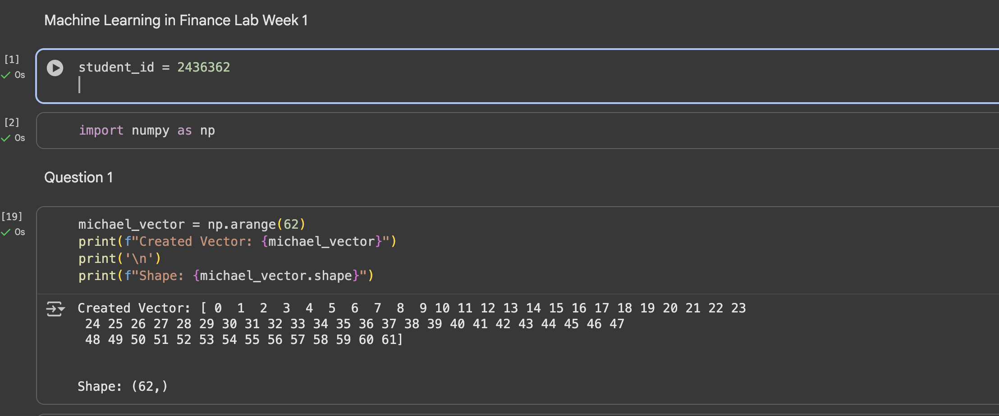 Machine Learning in Finance Lab Week 1
[1]
0s
student_id = 2436362
[2]
0s
import numpy as np
Question 1
[19]
0s
michael_vector = np.arange(62)
print(f"Created Vector: {michael_vector}")
print('\n')
print(f"Shape: {michael_vector.shape}")
Created Vector: [ 0  1  2  3  4  5  6  7  8  9 10 11 12 13 14 15 16 17 18 19 20 21 22 23
 24 25 26 27 28 29 30 31 32 33 34 35 36 37 38 39 40 41 42 43 44 45 46 47
 48 49 50 51 52 53 54 55 56 57 58 59 60 61]
Shape: (62,)